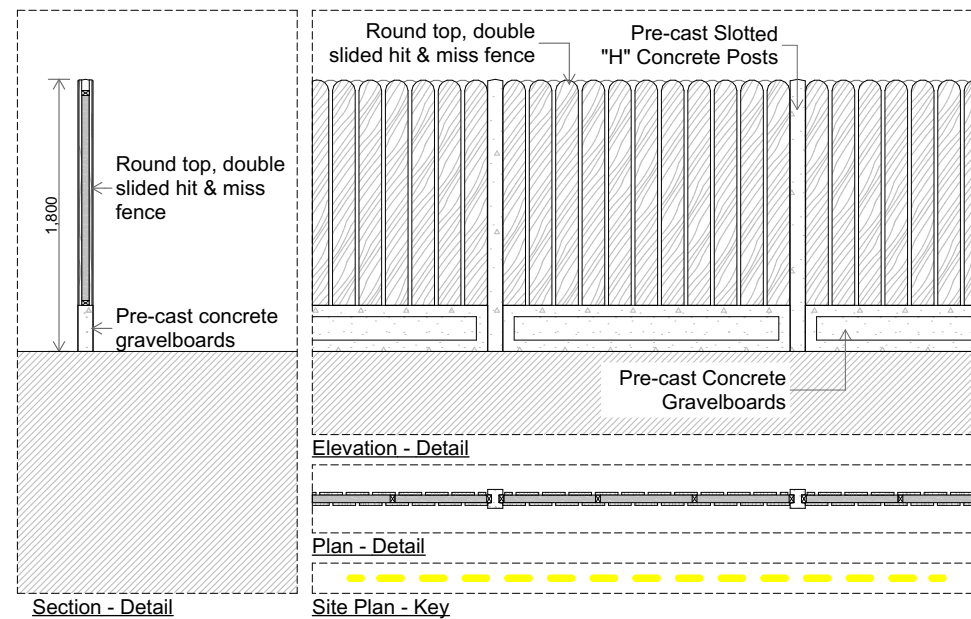 Round top, double
slided hit & miss fence
Pre-cast Slotted
"H" Concrete Posts
1,800
Round top, double
slided hit & miss
fence
Pre-cast concrete
gravelboards
Pre-cast Concrete
Gravelboards
Elevation - Detail
Plan - Detail
Section - Detail
Site Plan - Key